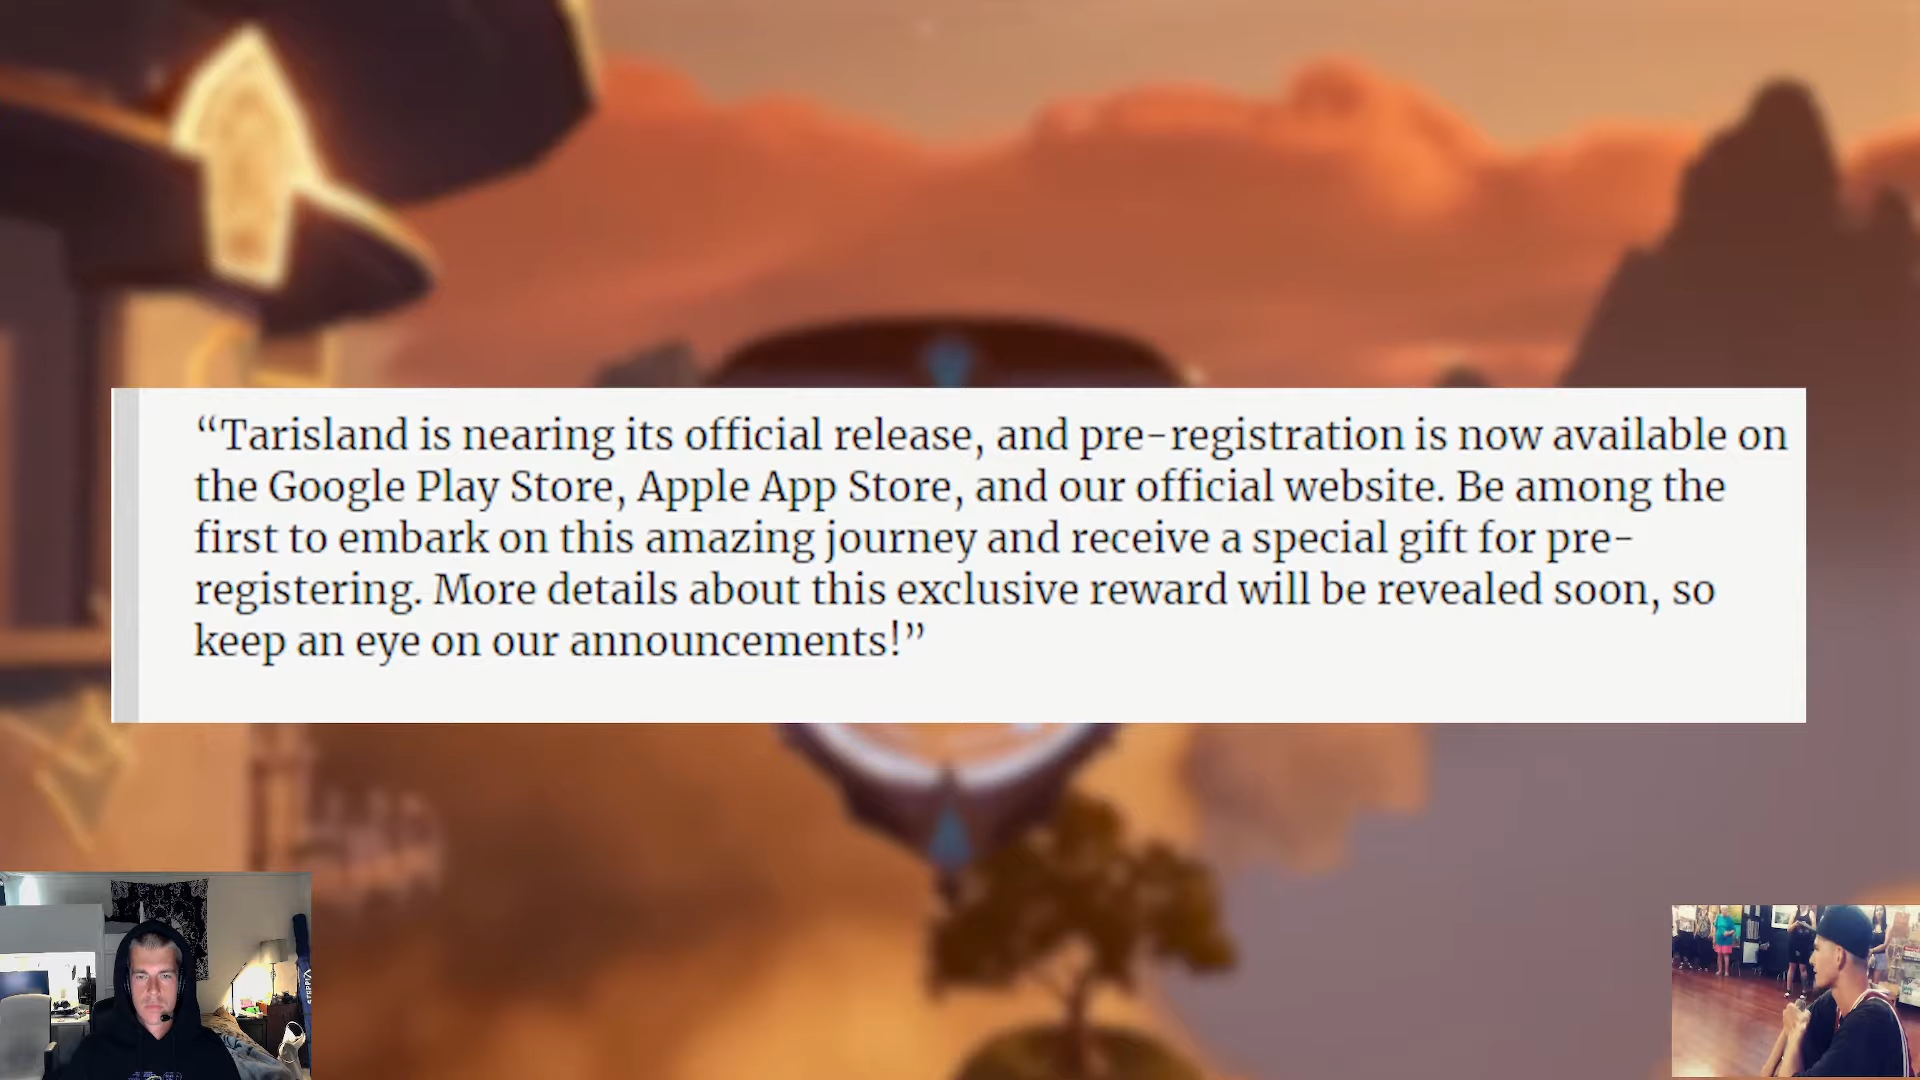 “Tarisland is nearing its official release, and pre-registration is now available on
the Google Play Store, Apple App Store, and our official website. Be among the
first to embark on this amazing journey and receive a special gift for pre-
registering. More details about this exclusive reward will be revealed soon, so
keep an eye on our announcements!”